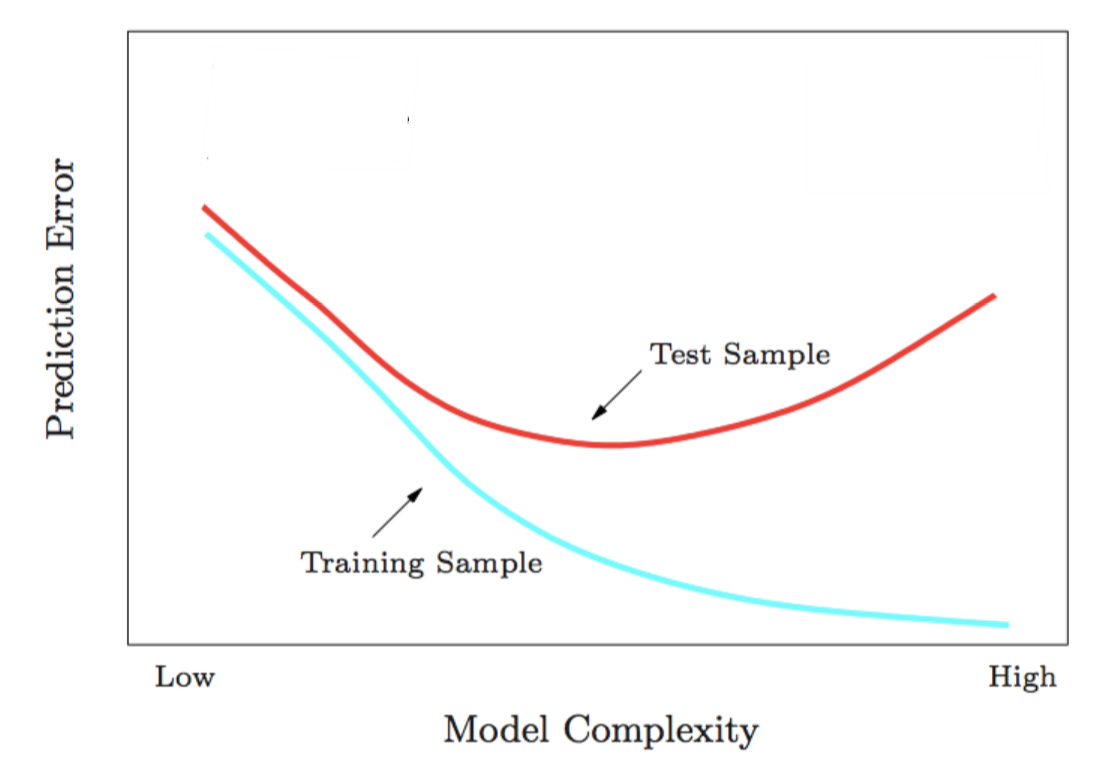 Prediction Error
Test Sample
Training Sample
Low
High
Model Complexity